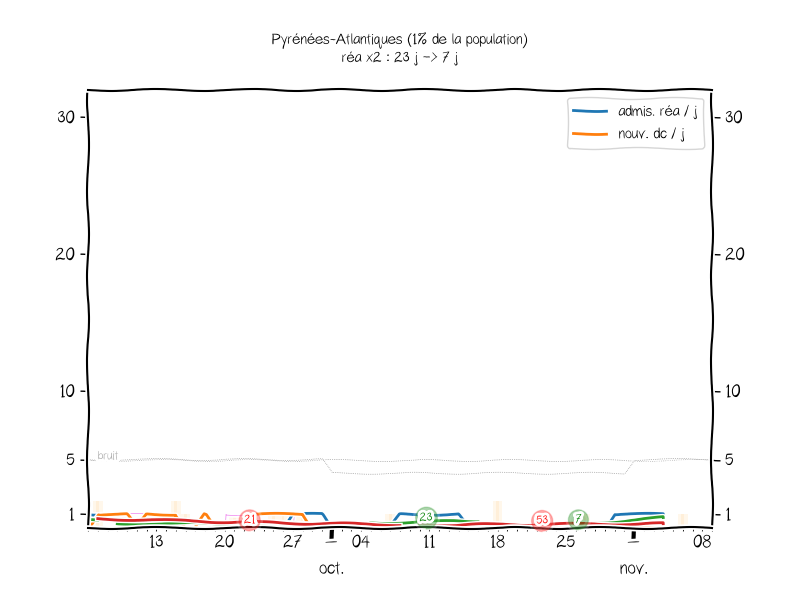 Pyrénées-Atlantiques (1% de la population)
réa x2 : 23 j -> 7 j
admis. réa / j
nouv. dc / j
30 30
20 20
10 10
5 bruit 5
1 21 23 53 7 1
13 20 27 04 11 18 25 08
oct. nov.